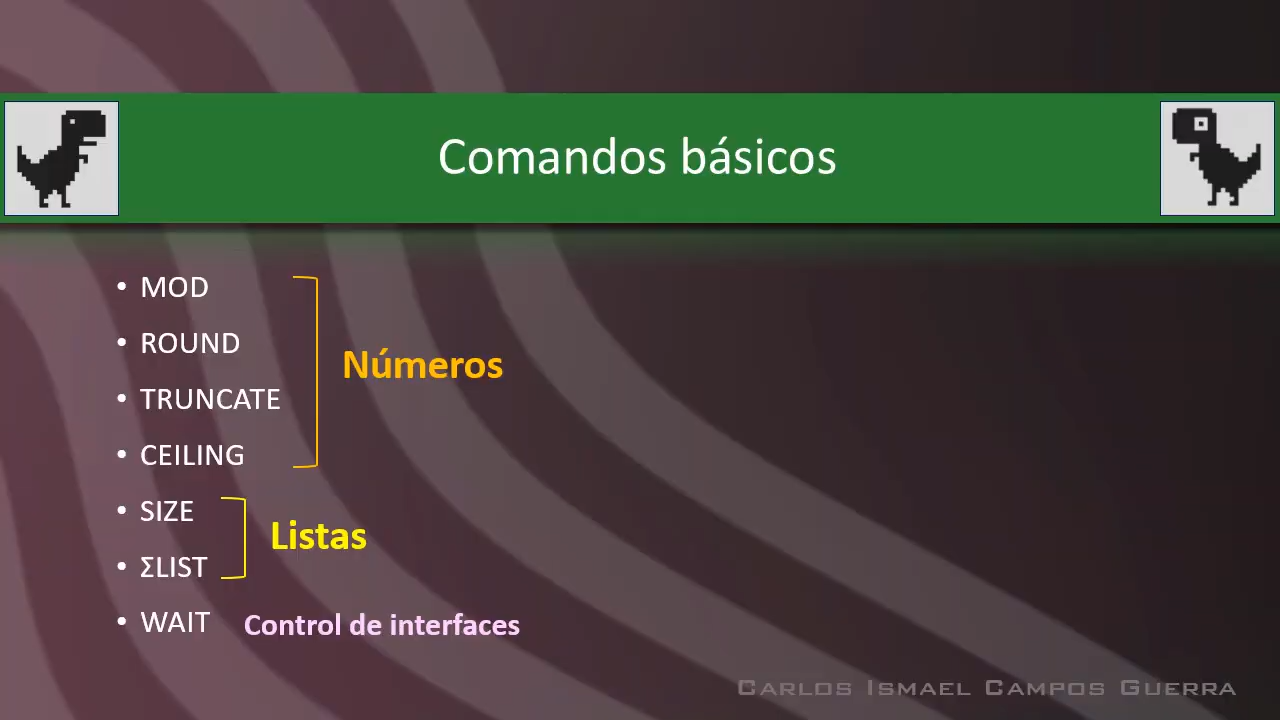 Comandos básicos
• MOD
• ROUND
• TRUNCATE
• CEILING
Números
• SIZE
• ΣLIST
Listas
• WAIT Control de interfaces
Carlos Ismael Campos Guerra